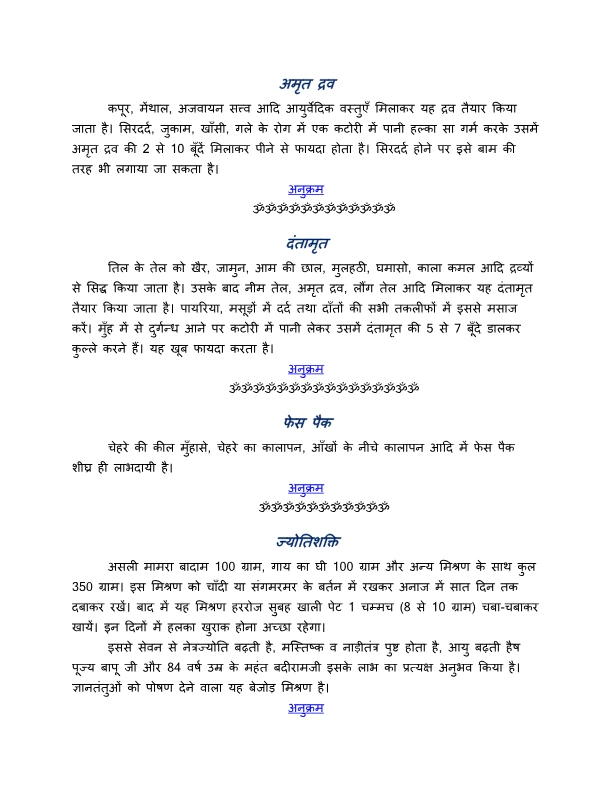 अमृत द्रव
कपूर, मेंथाल, अजवायन सत्त्व आदि आयुर्वेदिक वस्तुएँ मिलाकर यह द्रव तैयार किया
जाता है। सिरदर्द, जुकाम, खाँसी, गले के रोग में एक कटोरी में पानी हल्का सा गर्म करके उसमें
अमृत द्रव की 2 से 10 बूँदें मिलाकर पीने से फायदा होता है। सिरदर्द होने पर इसे बाम की
तरह भी लगाया जा सकता है।
अनुक्रम
ॐॐॐॐॐॐॐॐॐॐॐॐ
दंतामृत
तिल के तेल को खैर, जामुन, आम की छाल, मुलहठी, घमासो, काला कमल आदि द्रव्यों
से सिद्ध किया जाता है। उसके बाद नीम तेल, अमृत द्रव, लौंग तेल आदि मिलाकर यह दंतामृत
तैयार किया जाता है। पायरिया, मसूड़ों में दर्द तथा दाँतों की सभी तकलीफों में इससे मसाज
करें। मुँह में से दुर्गन्ध आने पर कटोरी में पानी लेकर उसमें दंतामृत की 5 से 7 बूँदे डालकर
कुल्ले करने हैं। यह खूब फायदा करता है।
अनुक्रम
ॐॐॐॐॐॐॐॐॐॐॐॐॐॐॐॐ
फेस पैक
चेहरे की कील मुँहासे, चेहरे का कालापन, आँखों के नीचे कालापन आदि में फेस पैक
शीघ्र ही लाभदायी है।
अनुक्रम
ॐॐॐॐॐॐॐॐॐॐॐ
ज्योतिशक्ति
असली मामरा बादाम 100 ग्राम, गाय का घी 100 ग्राम और अन्य मिश्रण के साथ कुल
350 ग्राम। इस मिश्रण को चाँदी या संगमरमर के बर्तन में रखकर अनाज में सात दिन तक
दबाकर रखें। बाद में यह मिश्रण हररोज सुबह खाली पेट 1 चम्मच (8 से 10 ग्राम) चबा-चबाकर
खायें। इन दिनों में हलका खुराक होना अच्छा रहेगा।
इससे सेवन से नेत्रज्योति बढ़ती है, मस्तिष्क व नाड़ीतंत्र पुष्ट होता है, आयु बढ़ती हैष
पूज्य बापू जी और 84 वर्ष उम्र के महंत बदीरामजी इसके लाभ का प्रत्यक्ष अनुभव किया है।
ज्ञानतंतुओं को पोषण देने वाला यह बेजोड़ मिश्रण है।
अनुक्रम